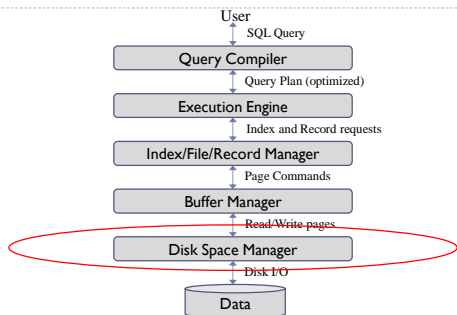 User
SQL Query
Query Compiler
Query Plan (optimized)
Execution Engine
Index and Record requests
Index/File/Record Manager
Page Commands
Buffer Manager
Read/Write pages
Disk Space Manager
Disk I/O
Data